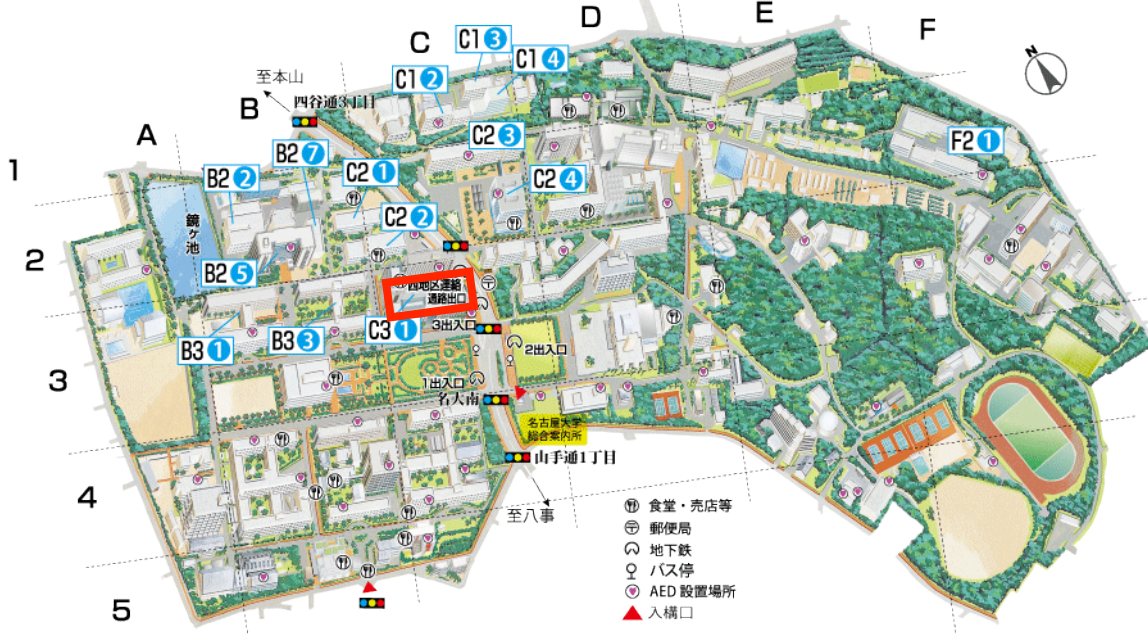 A
B
C
D
E
F
N
1
2
3
4
5
至本山
四谷通3丁目
C1 3
C1 4
C1 2
C2 3
C2 4
F2 1
B2 7
B2 2
C2 1
C2 2
B2 5
鏡ヶ池
西地区連絡
通路出口
C3 1
B3 1
B3 3
3出入口
2出入口
1出入口
名大南
名古屋大学
総合案内所
山手通1丁目
至八事
食堂・売店等
郵便局
地下鉄
バス停
AED 設置場所
入構口